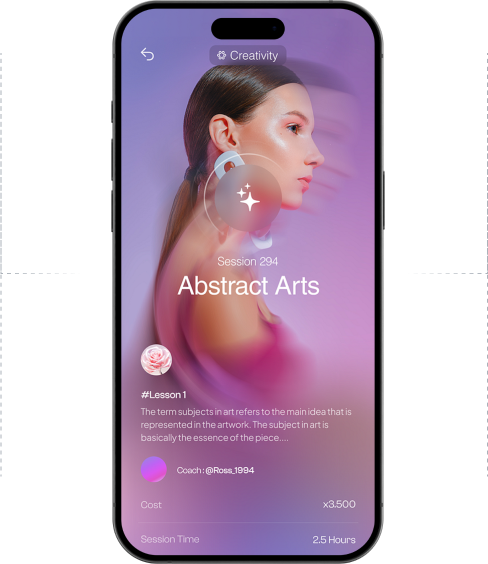 Creativity
Session 294
Abstract Arts
#Lesson 1
The term subjects in art refers to the main idea that is
represented in the artwork. The subject in art is
basically the essence of the piece....
Coach : @Ross_1994
Cost x3.500
Session Time 2.5 Hours